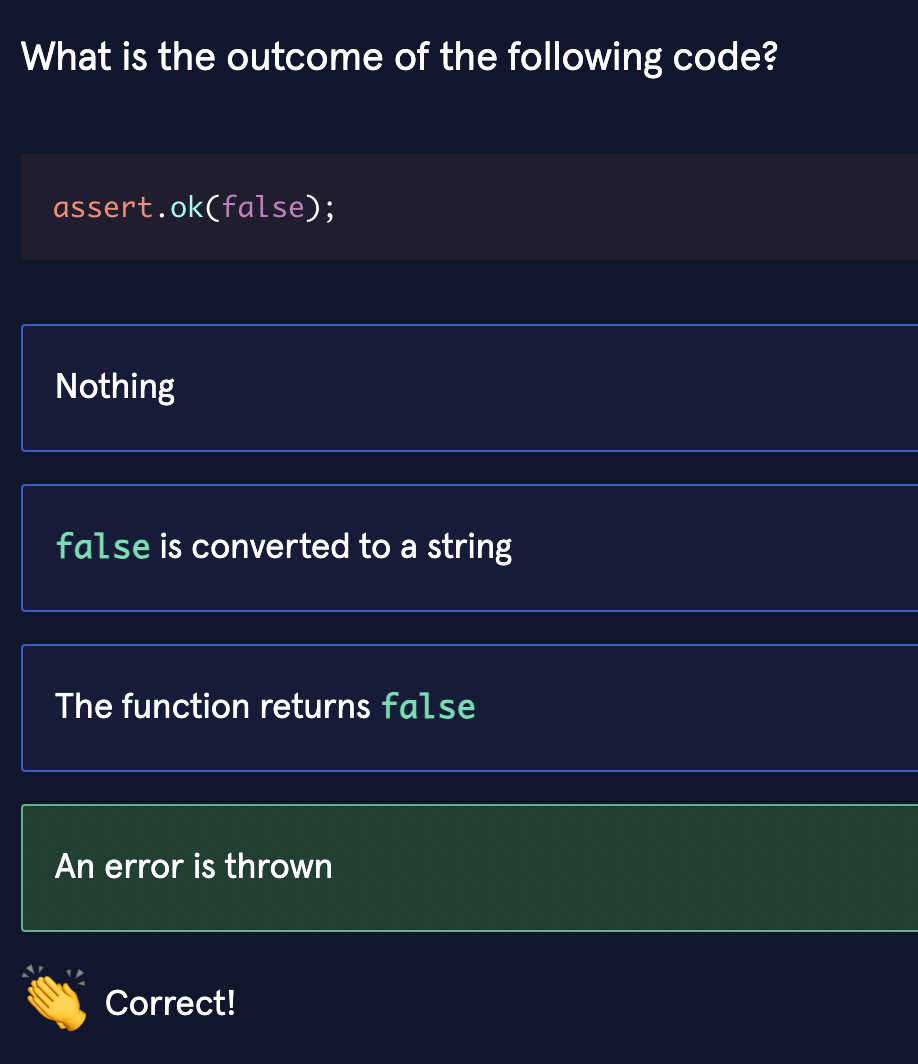 What is the outcome of the following code?
assert.ok(false);
Nothing
false is converted to a string
The function returns false
An error is thrown
Correct!